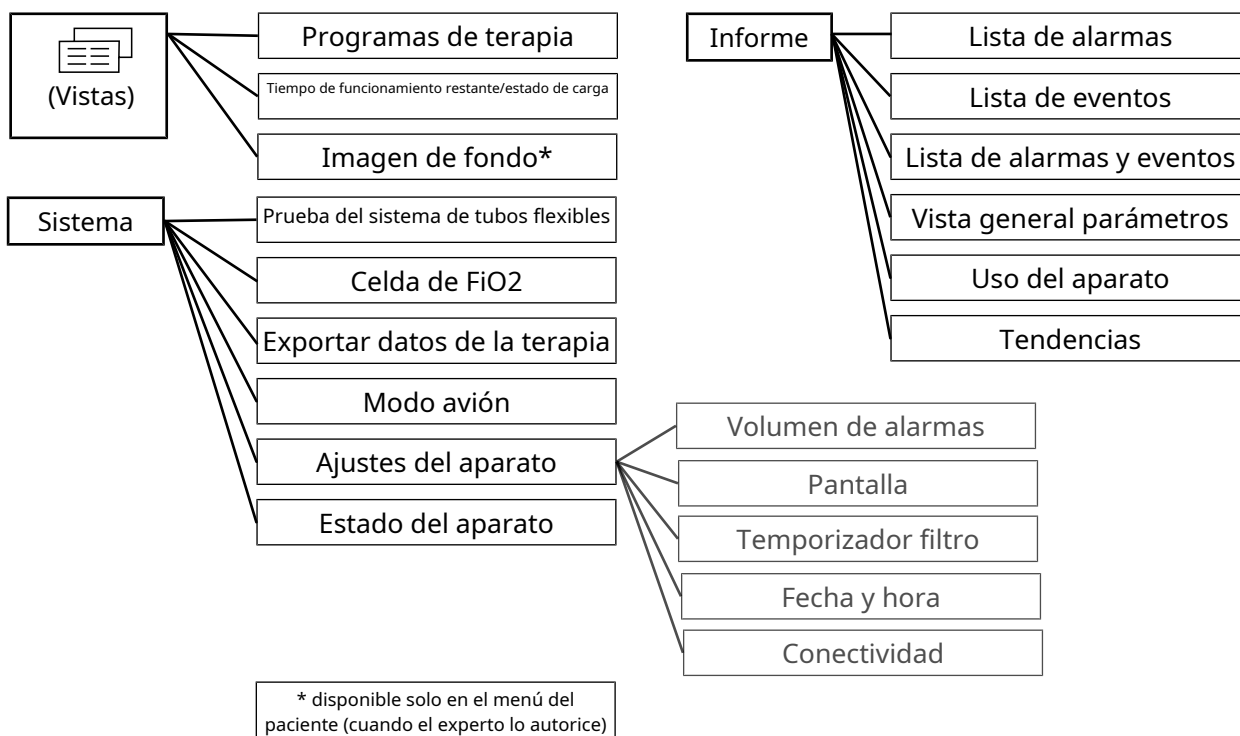 (Vistas)
Programas de terapia
Tiempo de funcionamiento restante/estado de carga
Imagen de fondo*
Sistema
Prueba del sistema de tubos flexibles
Celda de FiO2
Exportar datos de la terapia
Modo avión
Ajustes del aparato
Estado del aparato
Volumen de alarmas
Pantalla
Temporizador filtro
Fecha y hora
Conectividad
Informe
Lista de alarmas
Lista de eventos
Lista de alarmas y eventos
Vista general parámetros
Uso del aparato
Tendencias
* disponible solo en el menú del
paciente (cuando el experto lo autorice)